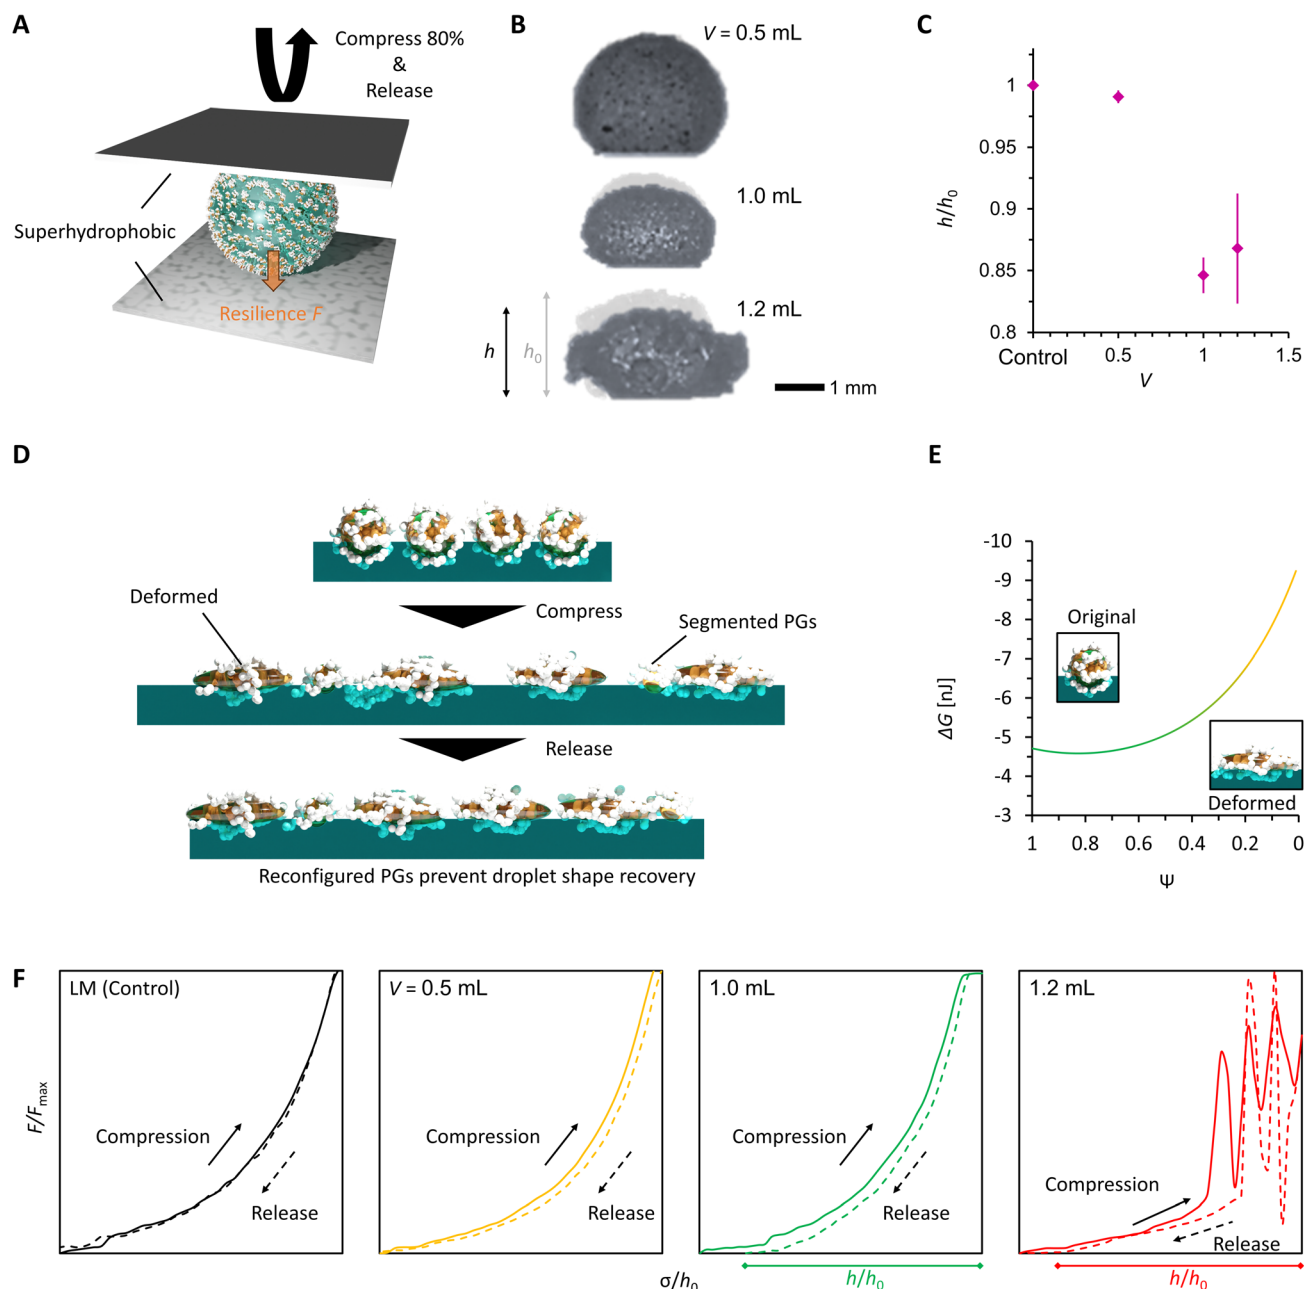 A
Compress 80%
&
Release
Superhydrophobic
Resilience F
B
V = 0.5 mL
1.0 mL
1.2 mL
h
h0
1 mm
C
h/h0
1
0.95
0.9
0.85
0.8
Control
0.5
1
1.5
V
D
Deformed
Compress
Segmented PGs
Release
Reconfigured PGs prevent droplet shape recovery
E
ΔG [nJ]
-10
-9
-8
-7
-6
-5
-4
-3
Original
Deformed
1
0.8
0.6
0.4
0.2
0
Ψ
F
F/Fmax
LM (Control)
Compression
Release
V = 0.5 mL
Compression
Release
1.0 mL
Compression
Release
1.2 mL
Compression
Release
σ/h0
h/h0
h/h0